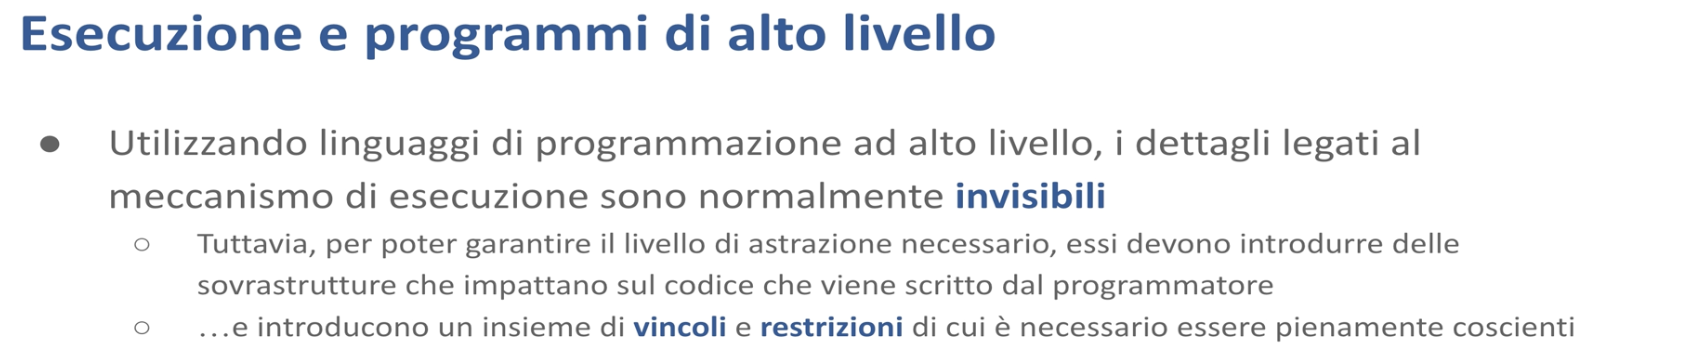 Esecuzione e programmi di alto livello
● Utilizzando linguaggi di programmazione ad alto livello, i dettagli legati al
meccanismo di esecuzione sono normalmente invisibili
○ Tuttavia, per poter garantire il livello di astrazione necessario, essi devono introdurre delle
sovrastrutture che impattano sul codice che viene scritto dal programmatore
○ …e introducono un insieme di vincoli e restrizioni di cui è necessario essere pienamente coscienti